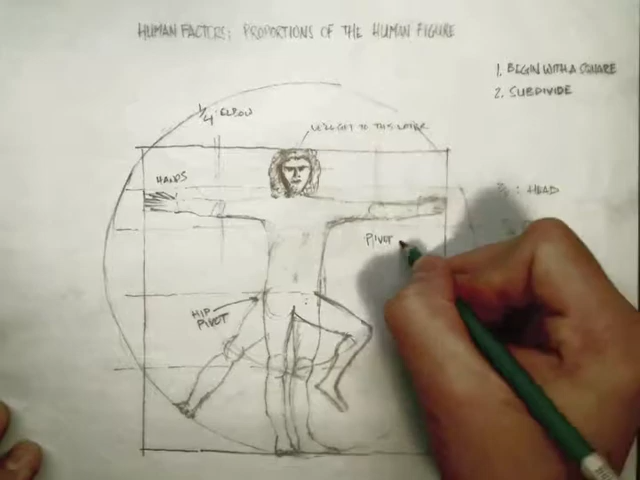 HUMAN FACTORS: PROPORTIONS OF THE HUMAN FIGURE
1. BEGIN WITH A SQUARE
2. SUBDIVIDE
1/4 ELBOW
WE'LL GET TO THIS LATER
HANDS
: HEAD
PIVOT
HIP
PIVOT